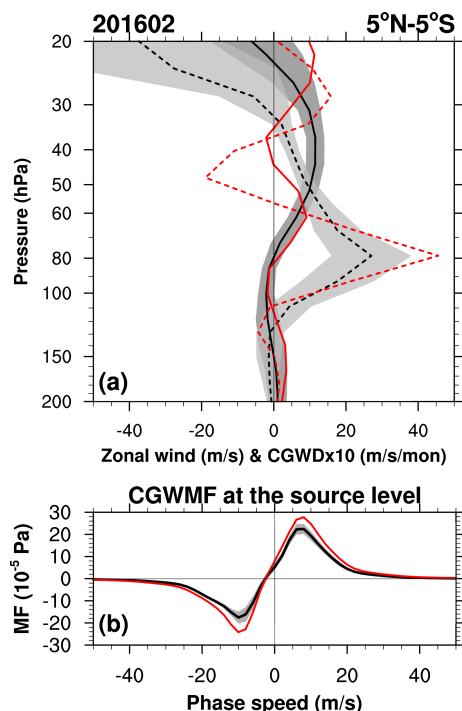 201602 5°N-5°S
20
30
40
50
60
80
100
150
200
Pressure (hPa)
(a)
-40 -20 0 20 40
Zonal wind (m/s) & CGWDx10 (m/s/mon)
CGWMF at the source level
30
20
10
0
-10
-20
-30
MF (10⁻⁵ Pa)
(b)
-40 -20 0 20 40
Phase speed (m/s)